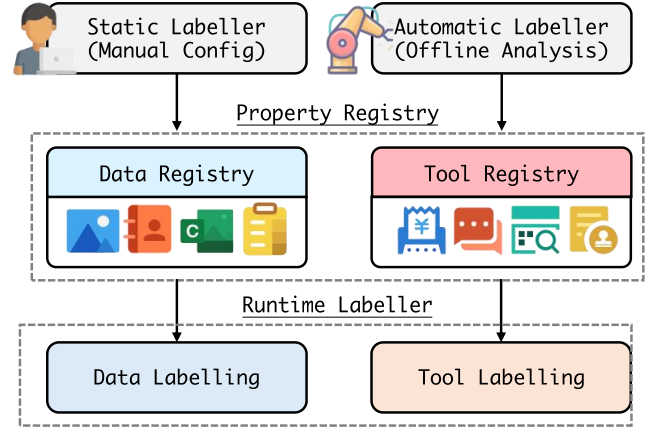 Static Labeller
(Manual Config)
Automatic Labeller
(Offline Analysis)
Property Registry
Data Registry
Tool Registry
C
¥
Runtime Labeller
Data Labelling
Tool Labelling